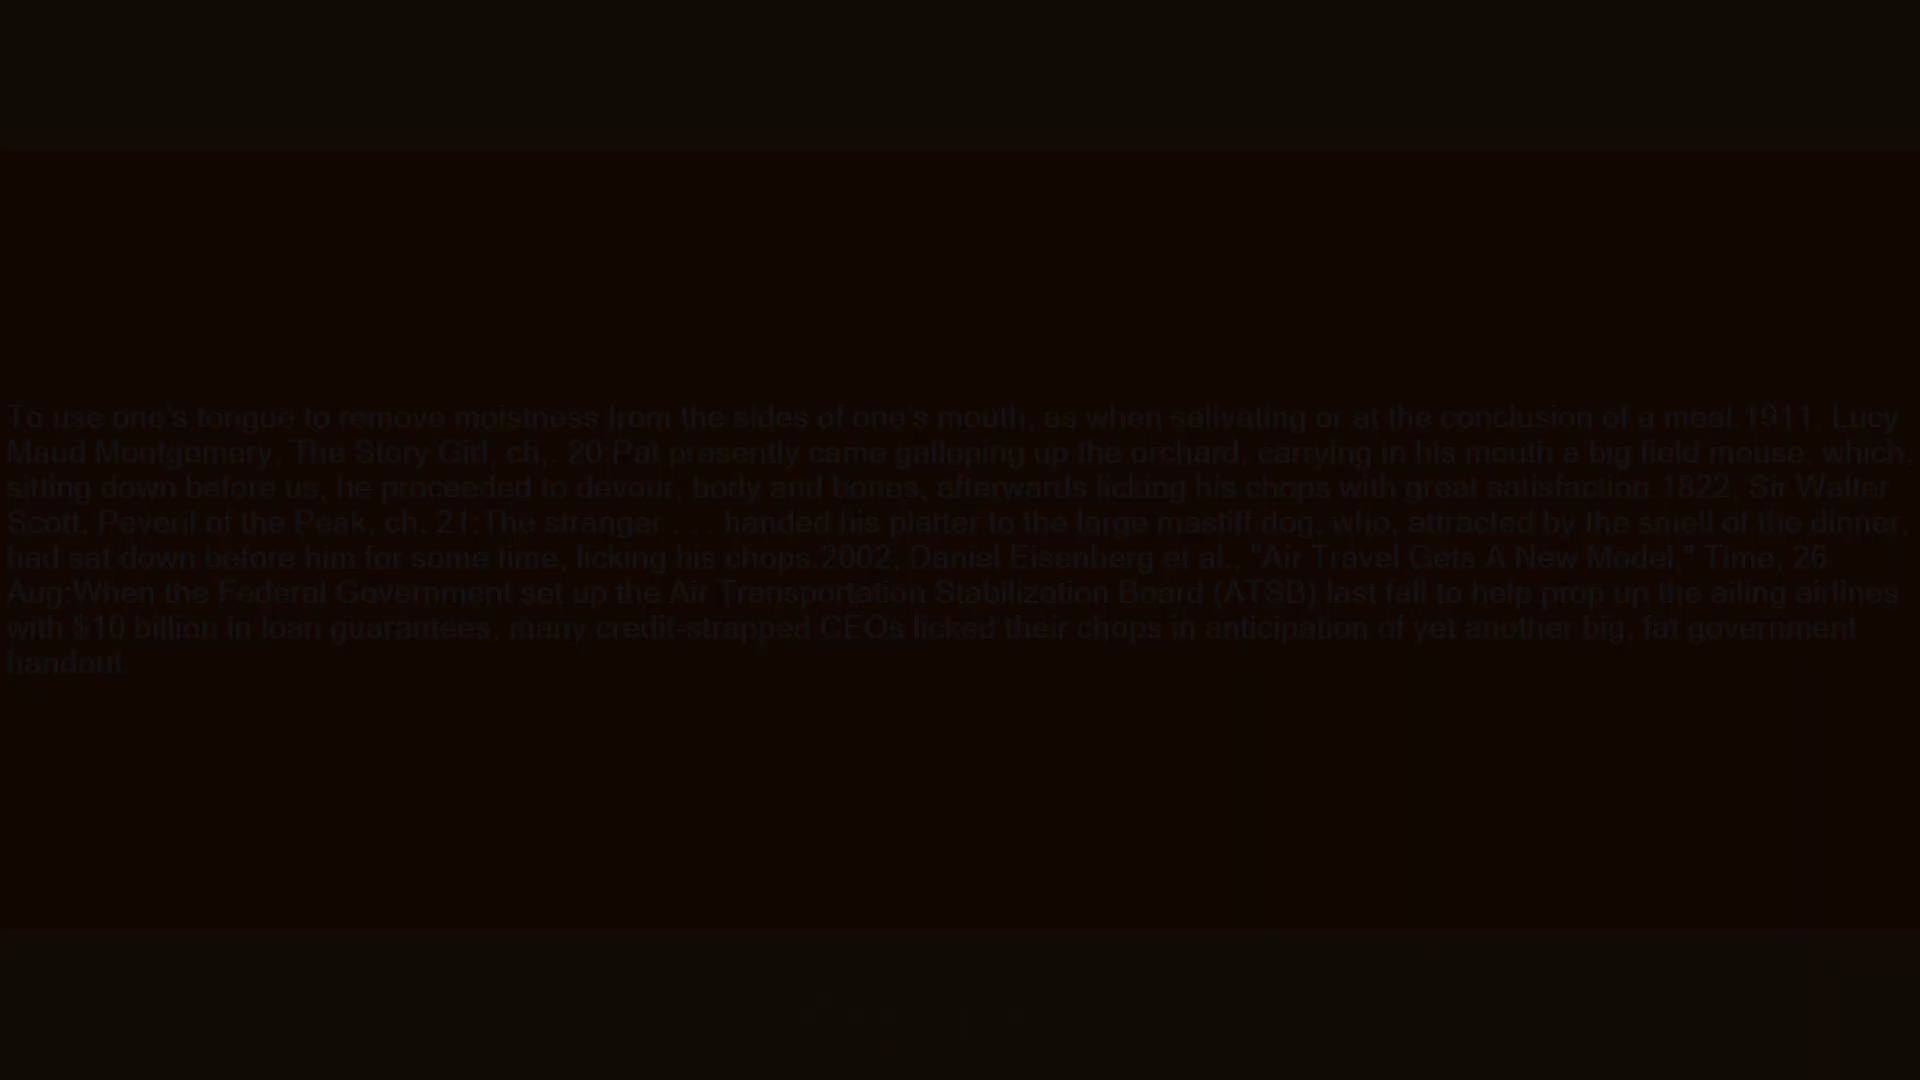 To use one's tongue to remove moistness from the sides of one's mouth, as when salivating or at the conclusion of a meal.1911, Lucy
Maud Montgomery, The Story Girl, ch,. 20:Pat presently came galloping up the orchard, carrying in his mouth a big field mouse, which,
sitting down before us, he proceeded to devour, body and bones, afterwards licking his chops with great satisfaction.1822, Sir Walter
Scott, Peveril of the Peak, ch. 21:The stranger . . . handed his platter to the large mastiff dog, who, attracted by the smell of the dinner,
had sat down before him for some time, licking his chops.2002, Daniel Eisenberg et al., "Air Travel Gets A New Model," Time, 26
Aug:When the Federal Government set up the Air Transportation Stabilization Board (ATSB) last fall to help prop up the ailing airlines
with $10 billion in loan guarantees, many credit-strapped CEOs licked their chops in anticipation of yet another big, fat government
handout.